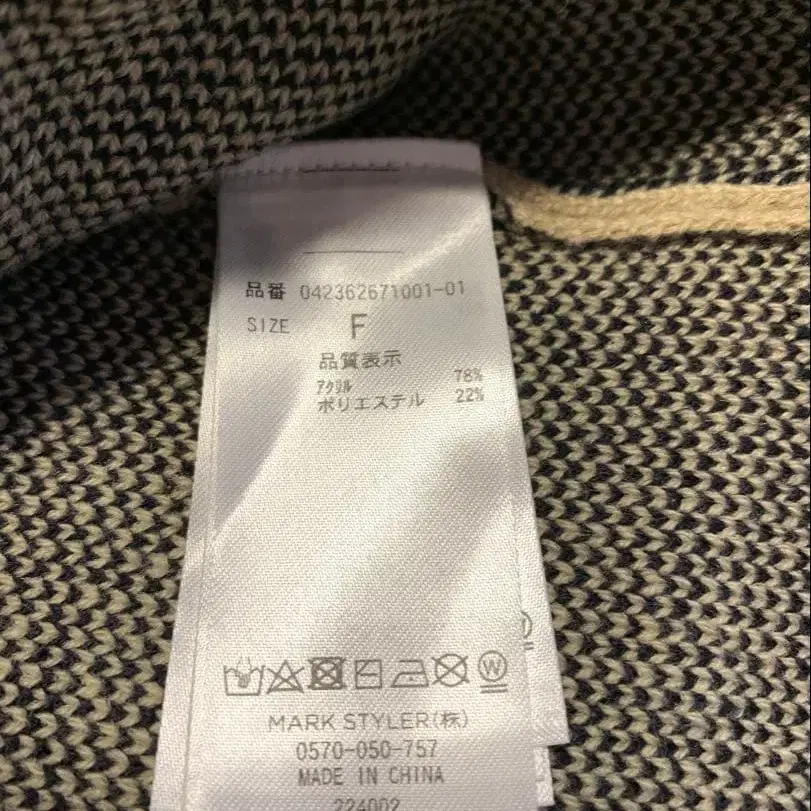 品番 042362671001-01
SIZE F
品質表示
アクリル 78%
ポリエステル 22%
W
MARK STYLER(株)
0570-050-757
MADE IN CHINA
224002